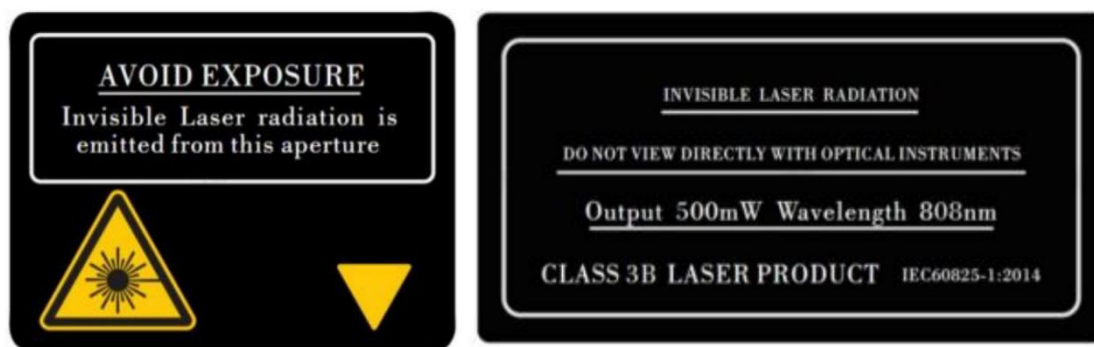 AVOID EXPOSURE
Invisible Laser radiation is
emitted from this aperture
INVISIBLE LASER RADIATION
DO NOT VIEW DIRECTLY WITH OPTICAL INSTRUMENTS
Output 500mW Wavelength 808nm
CLASS 3B LASER PRODUCT IEC60825-1:2014